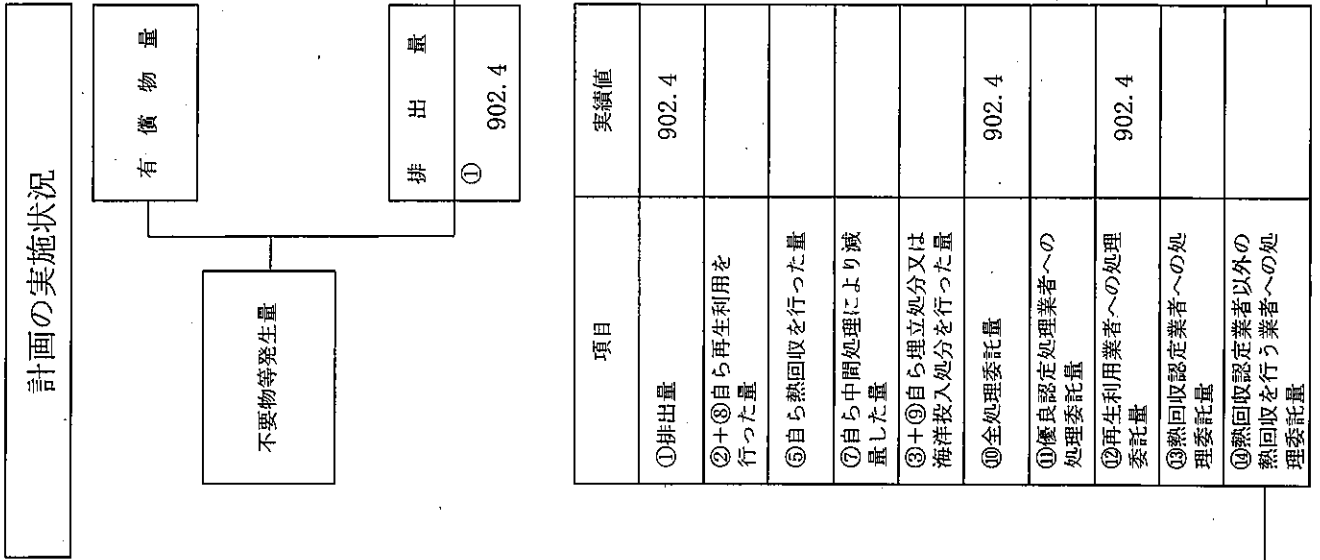 計画の実施状況
不要物等発生量
有償物量
排出量
①
902.4
項目 実績値
①排出量 902.4
②+⑧自ら再生利用を
行った量
⑤自ら熱回収を行った量
⑦自ら中間処理により減
量した量
③+⑨自ら埋立処分又は
海洋投入処分を行った量
⑩全処理委託量 902.4
⑪優良認定処理業者への
処理委託量
⑫再生利用業者への処理
委託量 902.4
⑬熱回収認定業者への処
理委託量
⑭熱回収認定業者以外の
熱回収を行う業者への処
理委託量